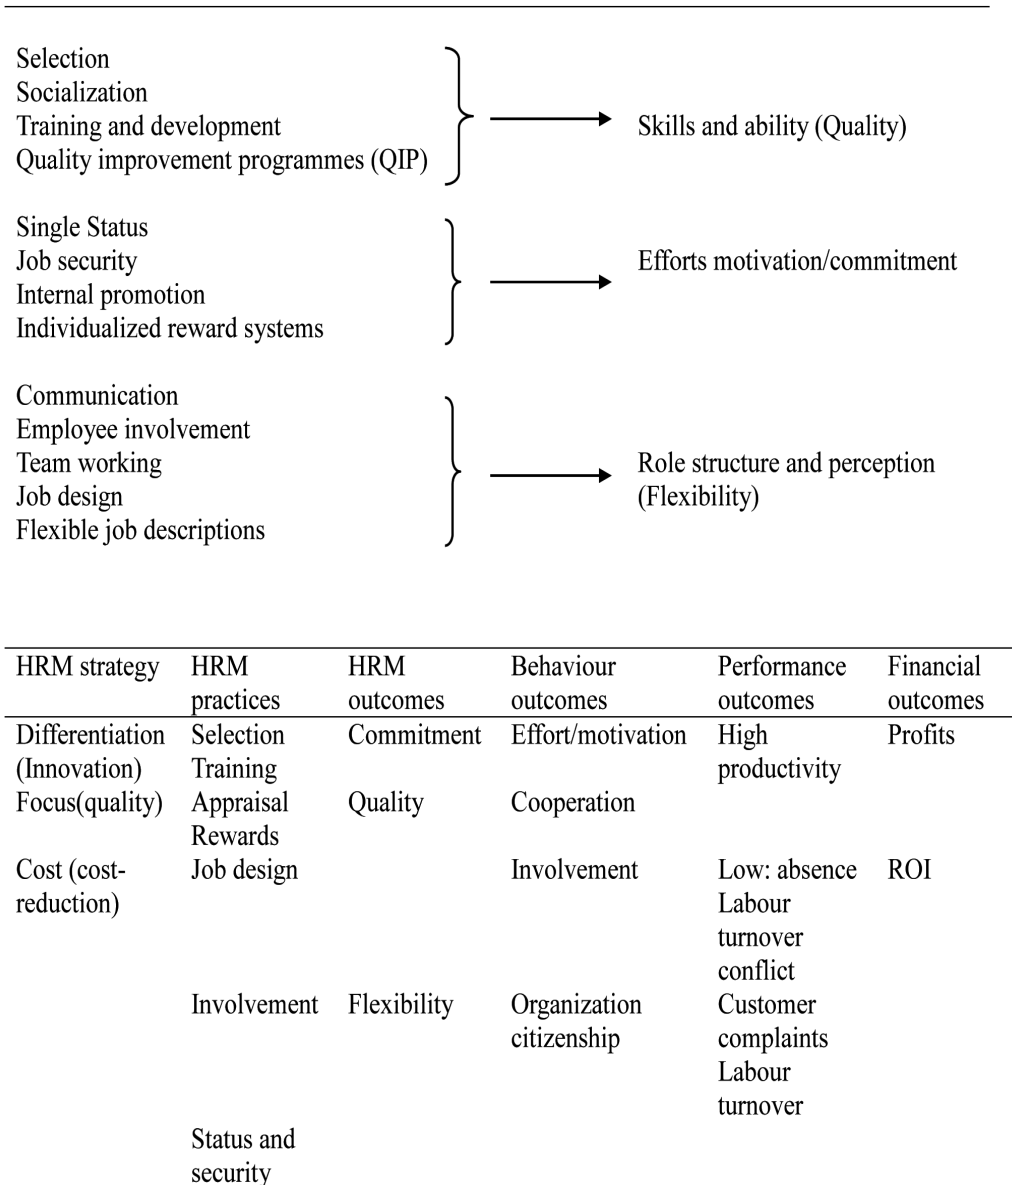 Selection
Socialization
Training and development
Quality improvement programmes (QIP)
Skills and ability (Quality)
Single Status
Job security
Internal promotion
Individualized reward systems
Efforts motivation/commitment
Communication
Employee involvement
Team working
Job design
Flexible job descriptions
Role structure and perception
(Flexibility)
HRM strategy HRM HRM Behaviour Performance Financial
practices outcomes outcomes outcomes outcomes
Differentiation Selection Commitment Effort/motivation High Profits
(Innovation) Training productivity
Focus(quality) Appraisal Quality Cooperation
Rewards
Cost (cost- Job design Involvement Low: absence ROI
reduction) Labour
turnover
conflict
Involvement Flexibility Organization Customer
citizenship complaints
Labour
turnover
Status and
security